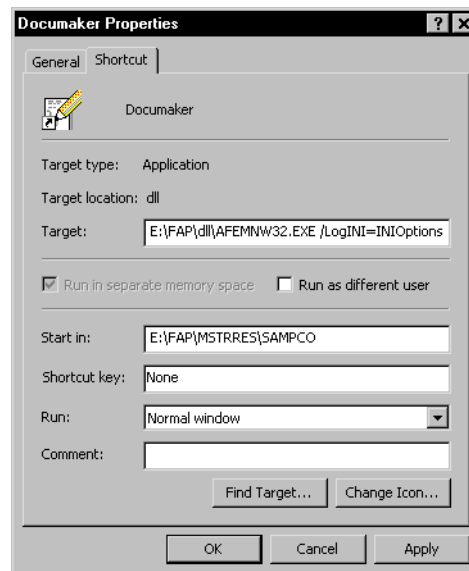 Documaker Properties
General Shortcut
Documaker
Target type: Application
Target location: dll
Target: E:\FAP\dll\AFEMNW32.EXE /LogINI=INIOptions
Run in separate memory space Run as different user
Start in: E:\FAP\MSTRRES\SAMPCO
Shortcut key: None
Run: Normal window
Comment:
Find Target... Change Icon...
OK Cancel Apply